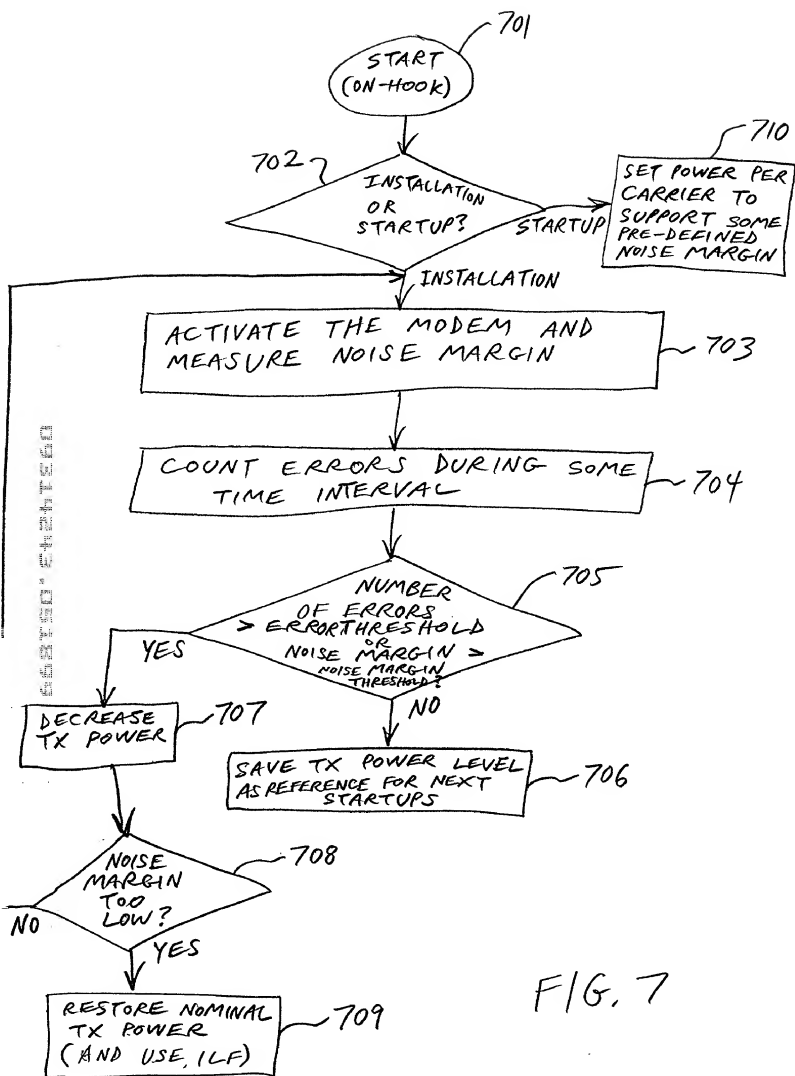 701
START
(ON-HOOK)
702
INSTALLATION
OR
STARTUP?
STARTUP
710
SET POWER PER
CARRIER TO
SUPPORT SOME
PRE-DEFINED
NOISE MARGIN
INSTALLATION
ACTIVATE THE MODEM AND
MEASURE NOISE MARGIN
703
COUNT ERRORS DURING SOME
TIME INTERVAL
704
705
NUMBER
OF ERRORS
> ERRORTHRESHOLD
OR
NOISE MARGIN >
NOISE MARGIN
THRESHOLD?
YES
NO
DECREASE
TX POWER
707
SAVE TX POWER LEVEL
AS REFERENCE FOR NEXT
STARTUPS
706
708
NOISE
MARGIN
TOO
LOW?
NO
YES
RESTORE NOMINAL
TX POWER
(AND USE ILF)
709
FIG. 7